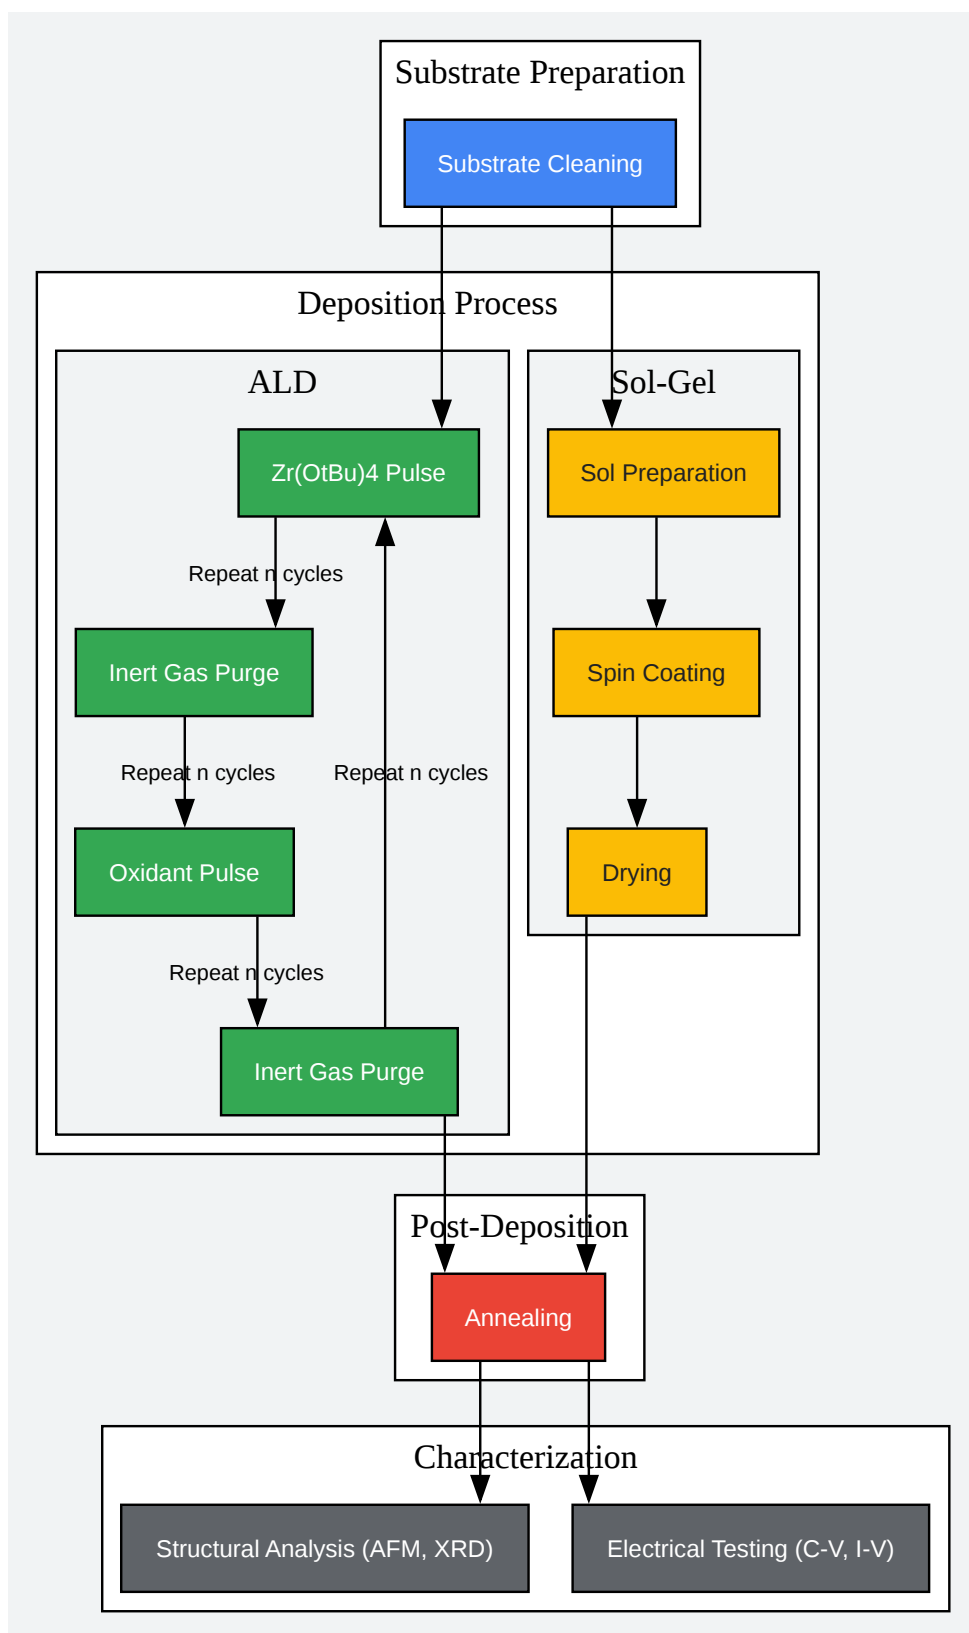 Substrate Preparation
Substrate Cleaning
Deposition Process
ALD
Sol-Gel
Zr(OtBu)4 Pulse
Sol Preparation
Repeat n cycles
Inert Gas Purge
Spin Coating
Repeat n cycles
Repeat n cycles
Oxidant Pulse
Drying
Repeat n cycles
Inert Gas Purge
Post-Deposition
Annealing
Characterization
Structural Analysis (AFM, XRD)
Electrical Testing (C-V, I-V)